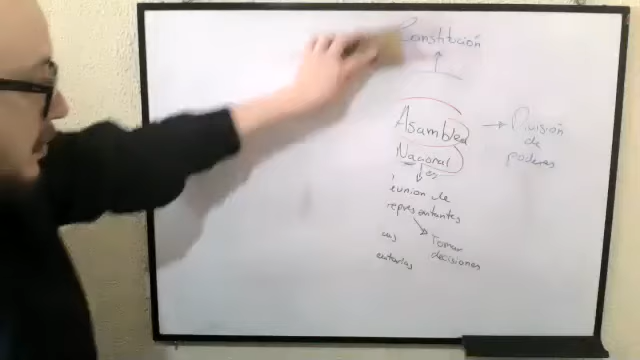 Constitución
Asamblea
Nacional
→ División
de
poderes
es
reunión de
representantes
Tomar
decisiones